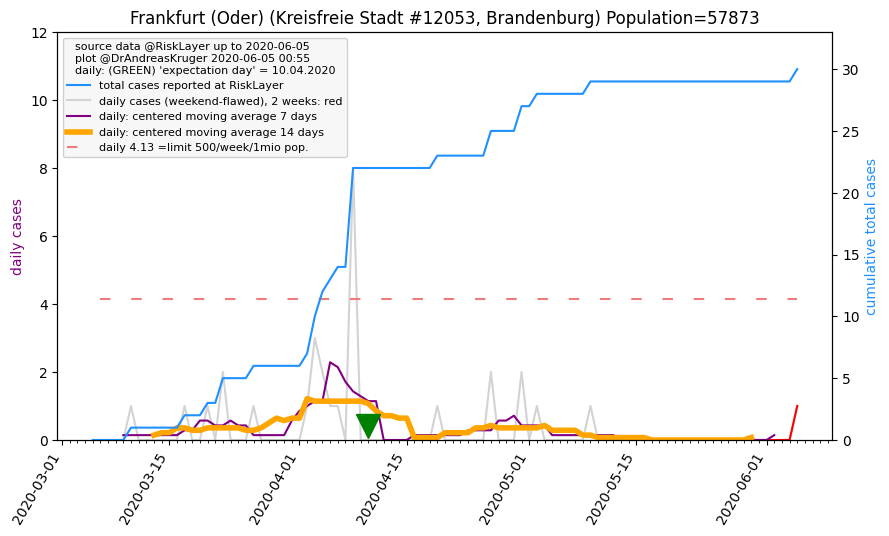 Frankfurt (Oder) (Kreisfreie Stadt #12053, Brandenburg) Population=57873
source data @RiskLayer up to 2020-06-05
plot @DrAndreasKruger 2020-06-05 00:55
daily: (GREEN) 'expectation day' = 10.04.2020
total cases reported at RiskLayer
daily cases (weekend-flawed), 2 weeks: red
daily: centered moving average 7 days
daily: centered moving average 14 days
daily 4.13 =limit 500/week/1mio pop.
daily cases
12
10
8
6
4
2
0
cumulative total cases
30
25
20
15
10
5
0
2020-03-01
2020-03-15
2020-04-01
2020-04-15
2020-05-01
2020-05-15
2020-06-01